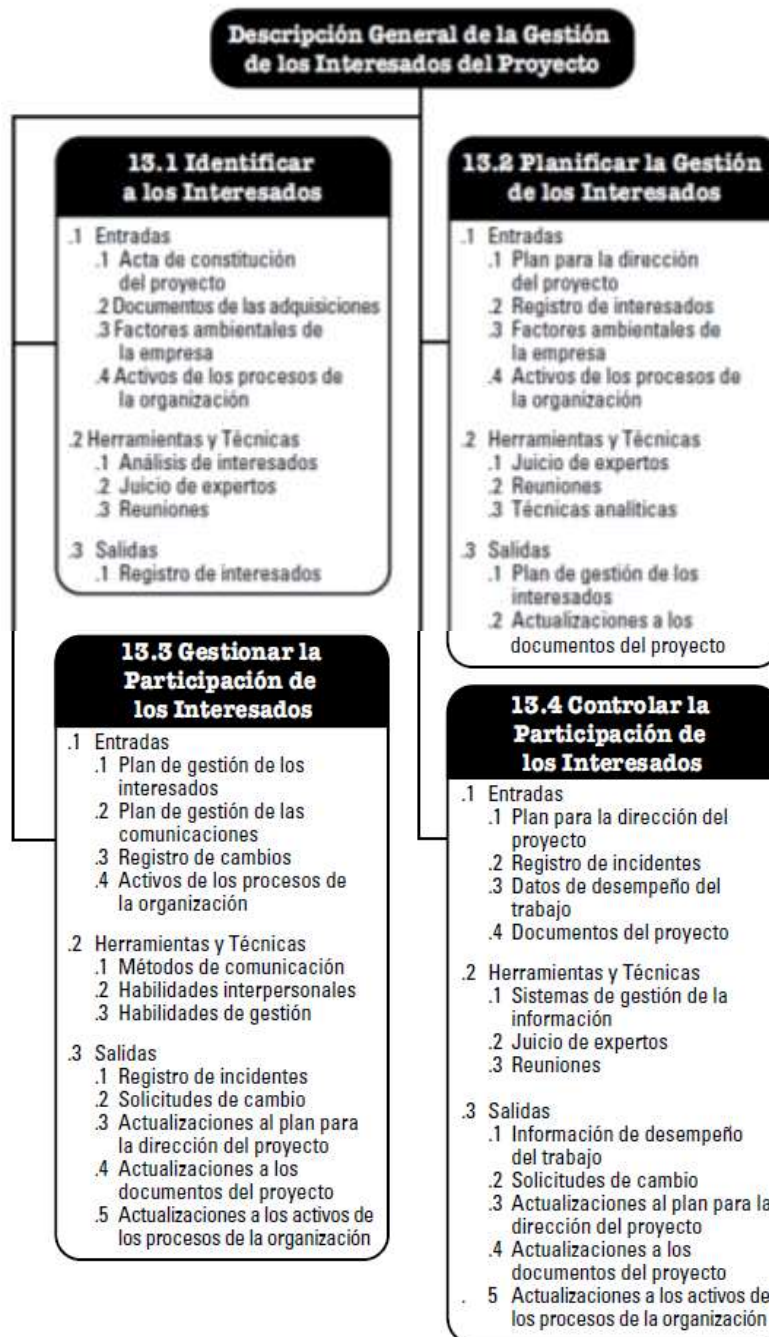 Descripción General de la Gestión
de los Interesados del Proyecto
13.1 Identificar
a los Interesados
.1 Entradas
.1 Acta de constitución
del proyecto
.2 Documentos de las adquisiciones
.3 Factores ambientales de
la empresa
.4 Activos de los procesos de
la organización
.2 Herramientas y Técnicas
.1 Análisis de interesados
.2 Juicio de expertos
.3 Reuniones
.3 Salidas
.1 Registro de interesados
13.2 Planificar la Gestión
de los Interesados
.1 Entradas
.1 Plan para la dirección
del proyecto
.2 Registro de interesados
.3 Factores ambientales de
la empresa
.4 Activos de los procesos de
la organización
.2 Herramientas y Técnicas
.1 Juicio de expertos
.2 Reuniones
.3 Técnicas analíticas
.3 Salidas
.1 Plan de gestión de los
interesados
.2 Actualizaciones a los
documentos del proyecto
13.3 Gestionar la
Participación de
los Interesados
.1 Entradas
.1 Plan de gestión de los
interesados
.2 Plan de gestión de las
comunicaciones
.3 Registro de cambios
.4 Activos de los procesos de
la organización
.2 Herramientas y Técnicas
.1 Métodos de comunicación
.2 Habilidades interpersonales
.3 Habilidades de gestión
.3 Salidas
.1 Registro de incidentes
.2 Solicitudes de cambio
.3 Actualizaciones al plan para
la dirección del proyecto
.4 Actualizaciones a los
documentos del proyecto
.5 Actualizaciones a los activos de
los procesos de la organización
13.4 Controlar la
Participación de
los Interesados
.1 Entradas
.1 Plan para la dirección del
proyecto
.2 Registro de incidentes
.3 Datos de desempeño del
trabajo
.4 Documentos del proyecto
.2 Herramientas y Técnicas
.1 Sistemas de gestión de la
información
.2 Juicio de expertos
.3 Reuniones
.3 Salidas
.1 Información de desempeño
del trabajo
.2 Solicitudes de cambio
.3 Actualizaciones al plan para la
dirección del proyecto
.4 Actualizaciones a los
documentos del proyecto
. 5 Actualizaciones a los activos de
los procesos de la organización